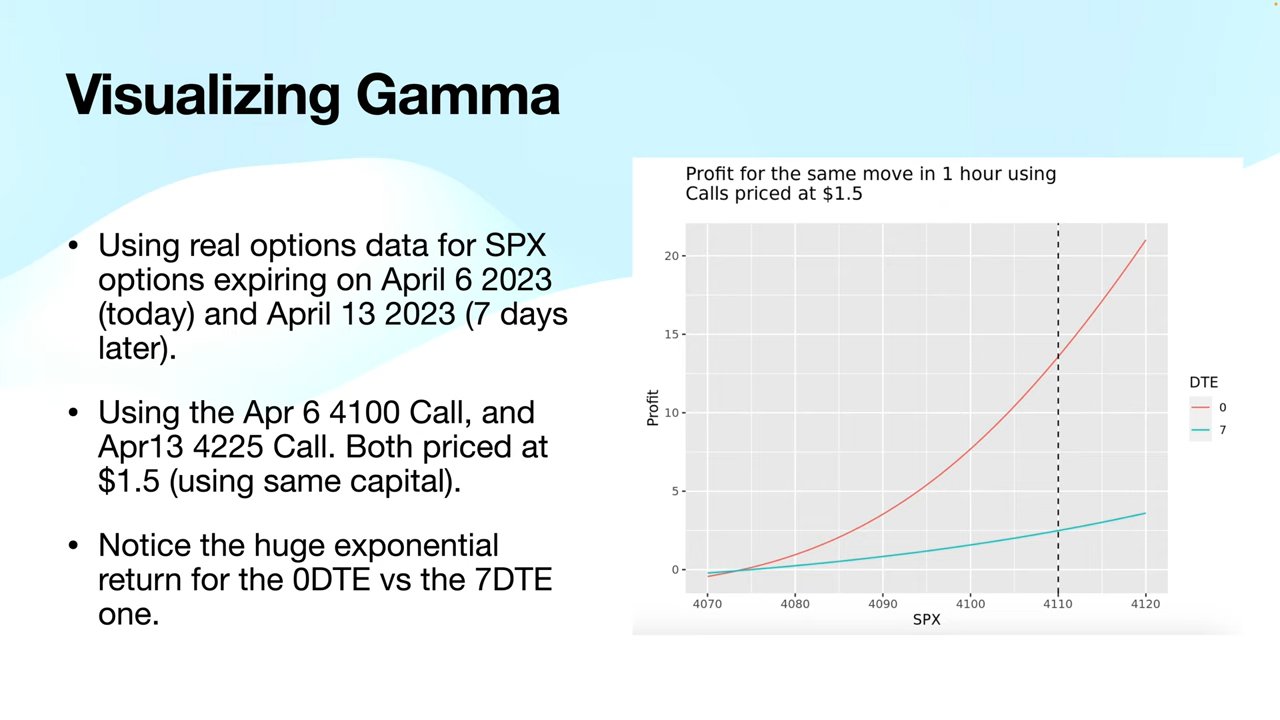 Visualizing Gamma
• Using real options data for SPX
options expiring on April 6 2023
(today) and April 13 2023 (7 days
later).
• Using the Apr 6 4100 Call, and
Apr13 4225 Call. Both priced at
$1.5 (using same capital).
• Notice the huge exponential
return for the 0DTE vs the 7DTE
one.
Profit for the same move in 1 hour using
Calls priced at $1.5
20
15
10
5
0
Profit
4070 4080 4090 4100 4110 4120
SPX
DTE
0
7